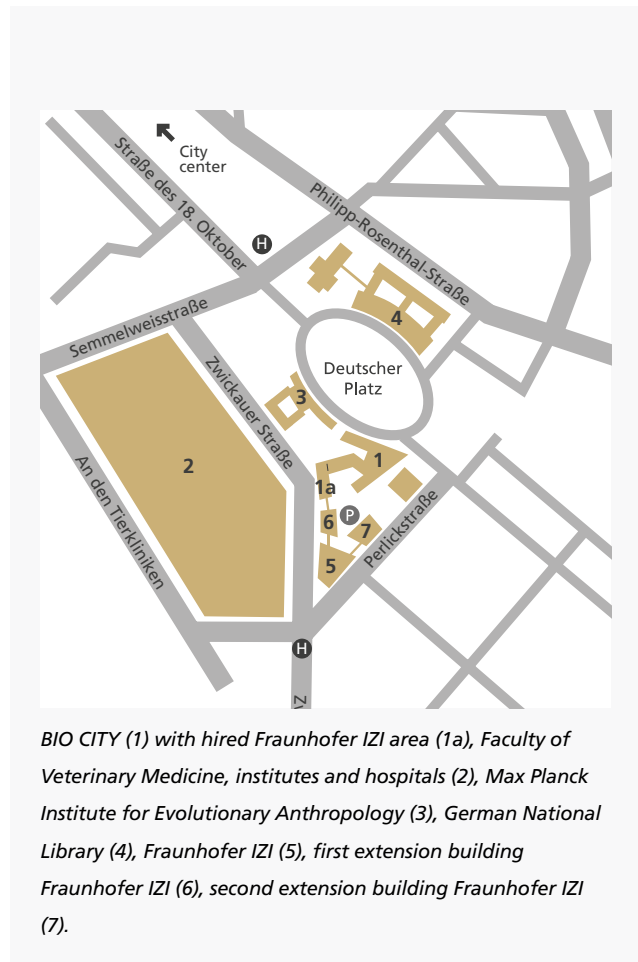 City
center
Straße des 18. Oktober
H
Philipp-Rosenthal-Straße
Semmelweisstraße
4
Deutscher
Platz
Zwickauer Straße
3
2
1
1a
An den Tierkliniken
P
6
7
Perlickstraße
5
H
Zw
BIO CITY (1) with hired Fraunhofer IZI area (1a), Faculty of
Veterinary Medicine, institutes and hospitals (2), Max Planck
Institute for Evolutionary Anthropology (3), German National
Library (4), Fraunhofer IZI (5), first extension building
Fraunhofer IZI (6), second extension building Fraunhofer IZI
(7).